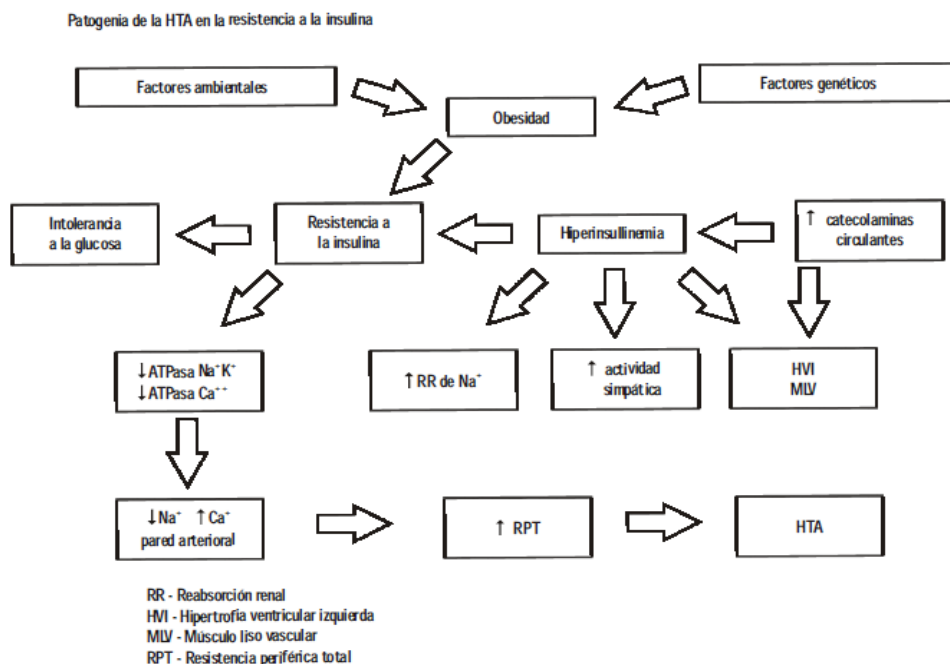 Patogenia de la HTA en la resistencia a la insulina
Factores ambientales
Factores genéticos
Obesidad
Intolerancia
a la glucosa
Resistencia a
la insulina
Hiperinsullinemia
↑ catecolaminas
circulantes
↓ATPasa Na⁺K⁺
↓ATPasa Ca⁺⁺
↑RR de Na⁺
↑ actividad
simpática
HVI
MLV
↓Na⁺ ↑Ca⁺
pared arterioral
↑ RPT
HTA
RR - Reabsorción renal
HVI - Hipertrofia ventricular izquierda
MLV - Músculo liso vascular
RPT - Resistencia periférica total